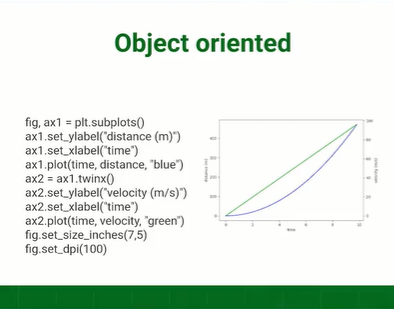 Object oriented
fig, ax1 = plt.subplots()
ax1.set_ylabel("distance (m)")
ax1.set_xlabel("time")
ax1.plot(time, distance, "blue")
ax2 = ax1.twinx()
ax2.set_ylabel("velocity (m/s)")
ax2.set_xlabel("time")
ax2.plot(time, velocity, "green")
fig.set_size_inches(7,5)
fig.set_dpi(100)
distance (m)
400
300
200
100
0
100
80
60
40
20
0
velocity (m/s)
0 2 4 6 8 10
time